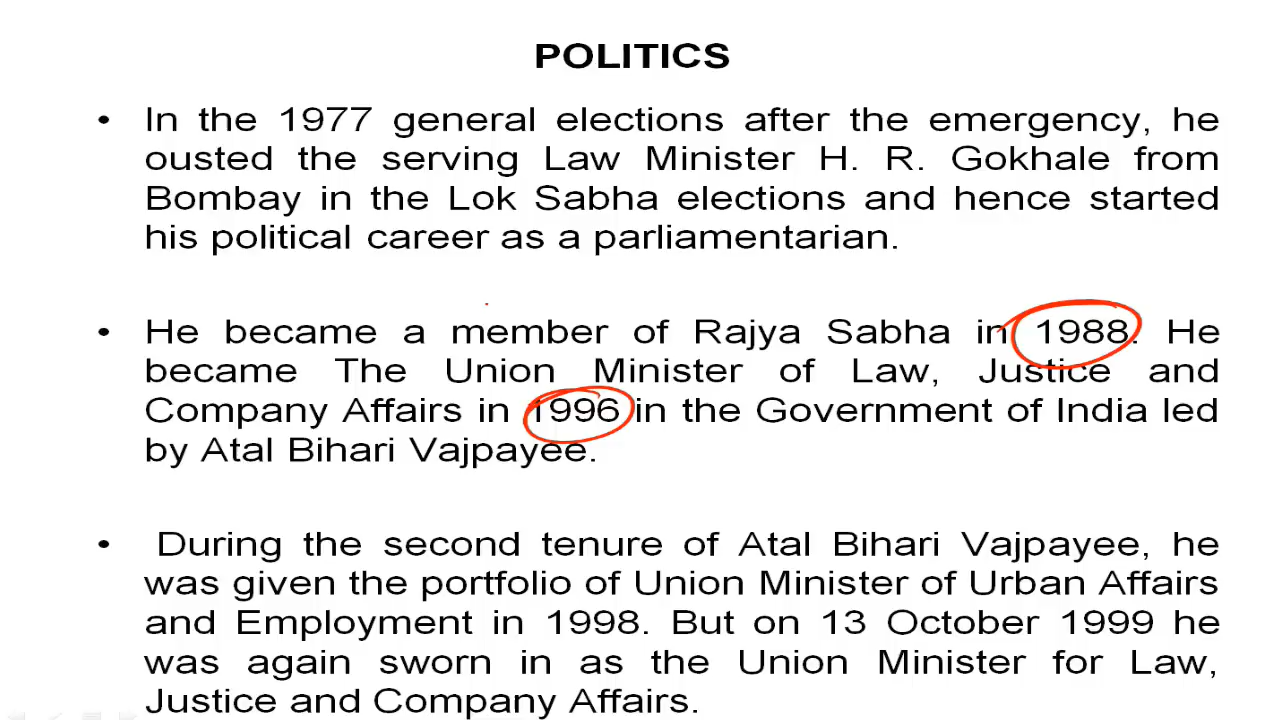 POLITICS
• In the 1977 general elections after the emergency, he
ousted the serving Law Minister H. R. Gokhale from
Bombay in the Lok Sabha elections and hence started
his political career as a parliamentarian.
• He became a member of Rajya Sabha in 1988. He
became The Union Minister of Law, Justice and
Company Affairs in 1996 in the Government of India led
by Atal Bihari Vajpayee.
• During the second tenure of Atal Bihari Vajpayee, he
was given the portfolio of Union Minister of Urban Affairs
and Employment in 1998. But on 13 October 1999 he
was again sworn in as the Union Minister for Law,
Justice and Company Affairs.